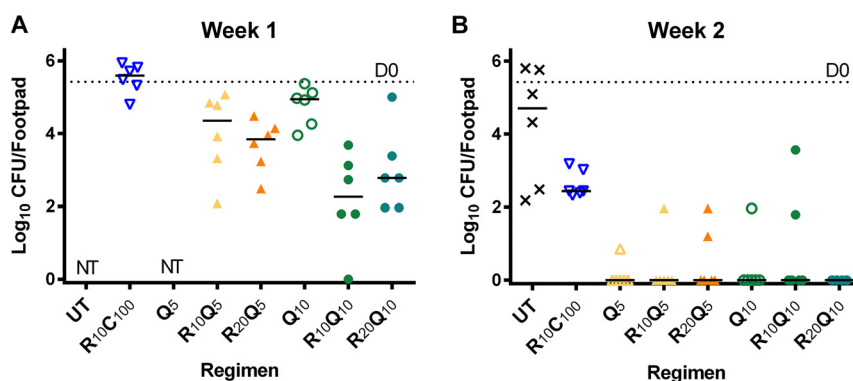 A
Week 1
Log10 CFU/Footpad
6
4
2
0
D0
NT
NT
UT
R10C100
Q5
R10Q5
R20Q5
Q10
R10Q10
R20Q10
Regimen
B
Week 2
Log10 CFU/Footpad
6
4
2
0
D0
UT
R10C100
Q5
R10Q5
R20Q5
Q10
R10Q10
R20Q10
Regimen